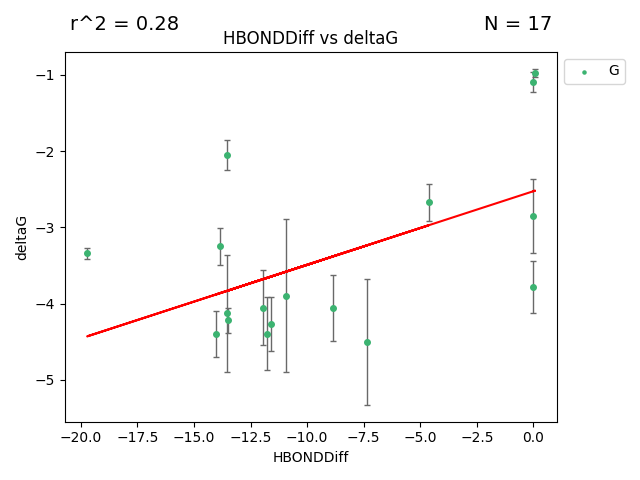 r^2 = 0.28
N = 17
HBONDDiff vs deltaG
G
−1
−2
−3
−4
−5
deltaG
−20.0 −17.5 −15.0 −12.5 −10.0 −7.5 −5.0 −2.5 0.0
HBONDDiff